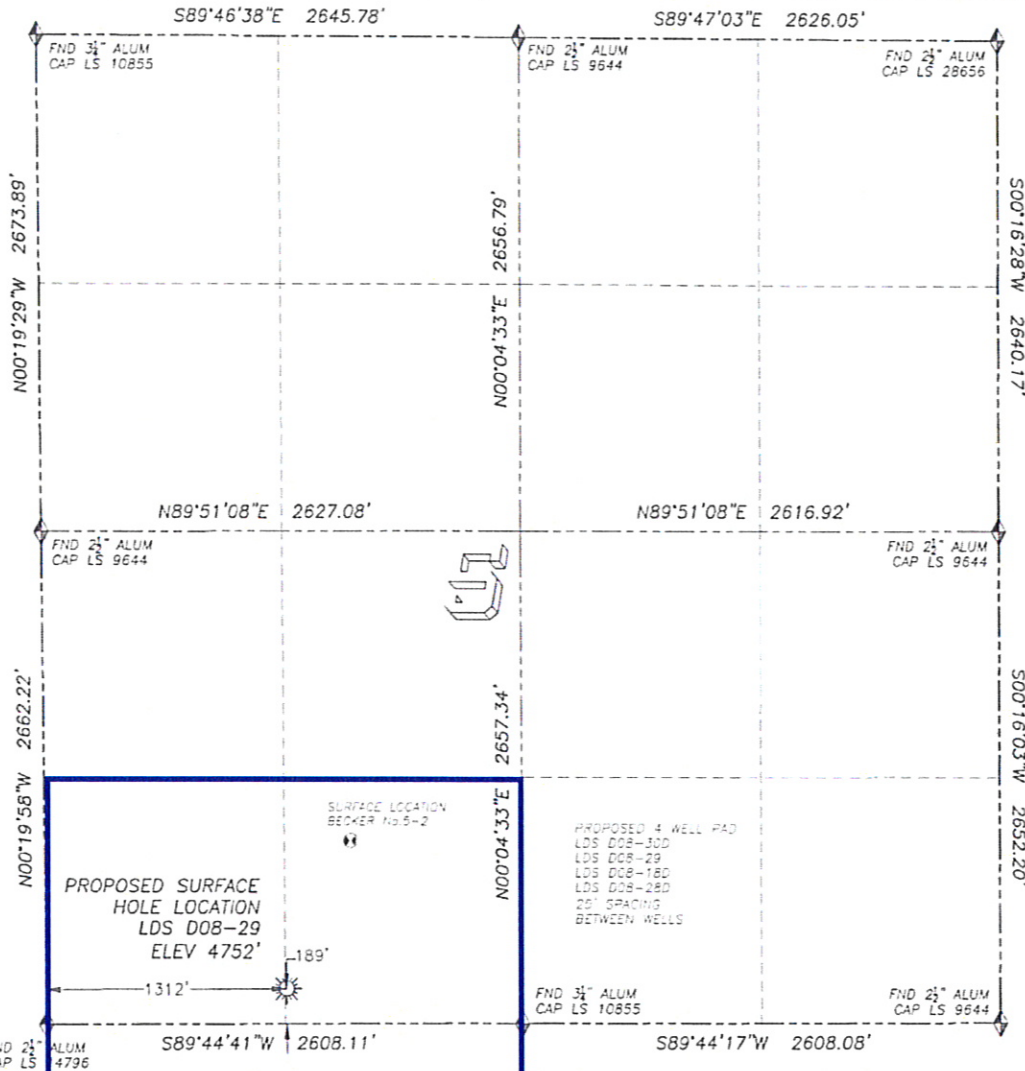 S89°46'38"E 2645.78'
S89°47'03"E 2626.05'
FND 3¼" ALUM
CAP LS 10855
FND 2½" ALUM
CAP LS 9644
FND 2½" ALUM
CAP LS 28656
N00°19'29"W 2673.89'
N00°04'33"E 2656.79'
S00°16'28"W 2640.17'
N89°51'08"E 2627.08'
N89°51'08"E 2616.92'
FND 2½" ALUM
CAP LS 9644
FND 2½" ALUM
CAP LS 9644
N00°19'58"W 2662.22'
N00°04'33"E 2657.34'
S00°16'03"W 2652.20'
SURFACE LOCATION
BECKER No.5-2
PROPOSED 4 WELL PAD
LDS D08-30D
LDS D08-29
LDS D08-18D
LDS D08-28D
25' SPACING
BETWEEN WELLS
PROPOSED SURFACE
HOLE LOCATION
LDS D08-29
ELEV 4752'
189'
1312'
FND 3¼" ALUM
CAP LS 10855
FND 2½" ALUM
CAP LS 9644
ND 2½" ALUM
AP LS 14796
S89°44'41"W 2608.11'
S89°44'17"W 2608.08'